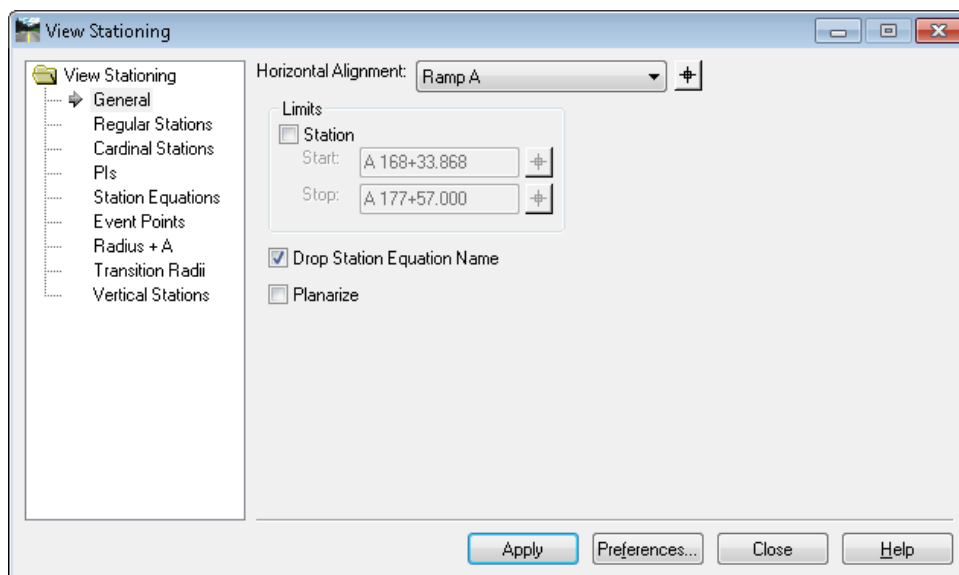 View Stationing
View Stationing
General
Regular Stations
Cardinal Stations
PIs
Station Equations
Event Points
Radius + A
Transition Radii
Vertical Stations
Horizontal Alignment: Ramp A
Limits
Station
Start: A 168+33.868
Stop: A 177+57.000
Drop Station Equation Name
Planarize
Apply Preferences... Close Help